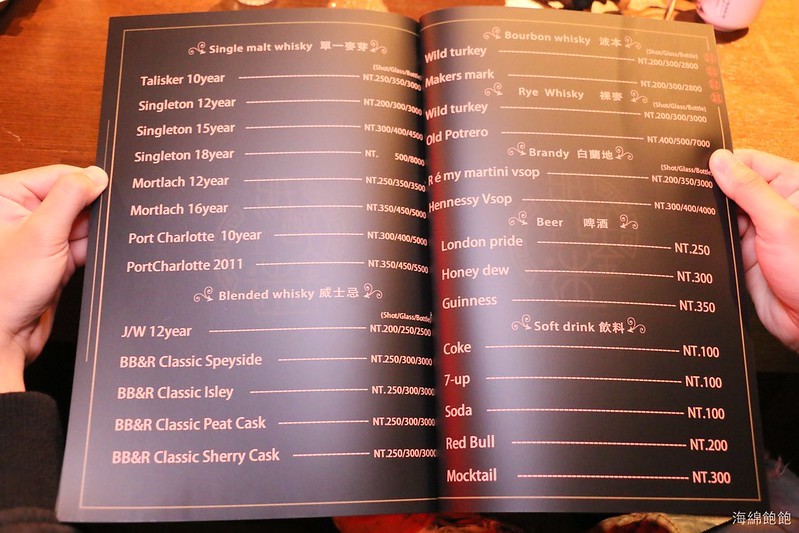 Single malt whisky 單一麥芽
Talisker 10year NT.250/350/3000
Singleton 12year NT.200/300/3000
Singleton 15year NT.300/400/4500
Singleton 18year NT. 500/8000
Mortlach 12year NT.250/350/3500
Mortlach 16year NT.350/450/5000
Port Charlotte 10year NT.300/400/5000
PortCharlotte 2011 NT.350/450/5500
Blended whisky 威士忌
(Shot/Glass/Bottle)
J/W 12year NT.200/250/2500
BB&R Classic Speyside NT.250/300/3000
BB&R Classic Isley NT. 250/300/3000
BB&R Classic Peat Cask NT.250/300/3000
BB&R Classic Sherry Cask NT.250/300/3000
Bourbon whisky 波本
(Shot/Glass/Bottle)
Wild turkey NT.200/300/2800
Makers mark NT.200/300/2800
Rye Whisky 裸麥
(Shot/Glass/Bottle)
Wild turkey NT.200/300/3000
Old Potrero NT.400/500/7000
Brandy 白蘭地
(Shot/Glass/Bottle)
R é my martini vsop NT.200/350/3000
Hennessy Vsop NT.300/400/4000
Beer 啤酒
London pride NT.250
Honey dew NT.300
Guinness NT.350
Soft drink 飲料
Coke NT.100
7-up NT.100
Soda NT.100
Red Bull NT.200
Mocktail NT.300
海綿飽飽